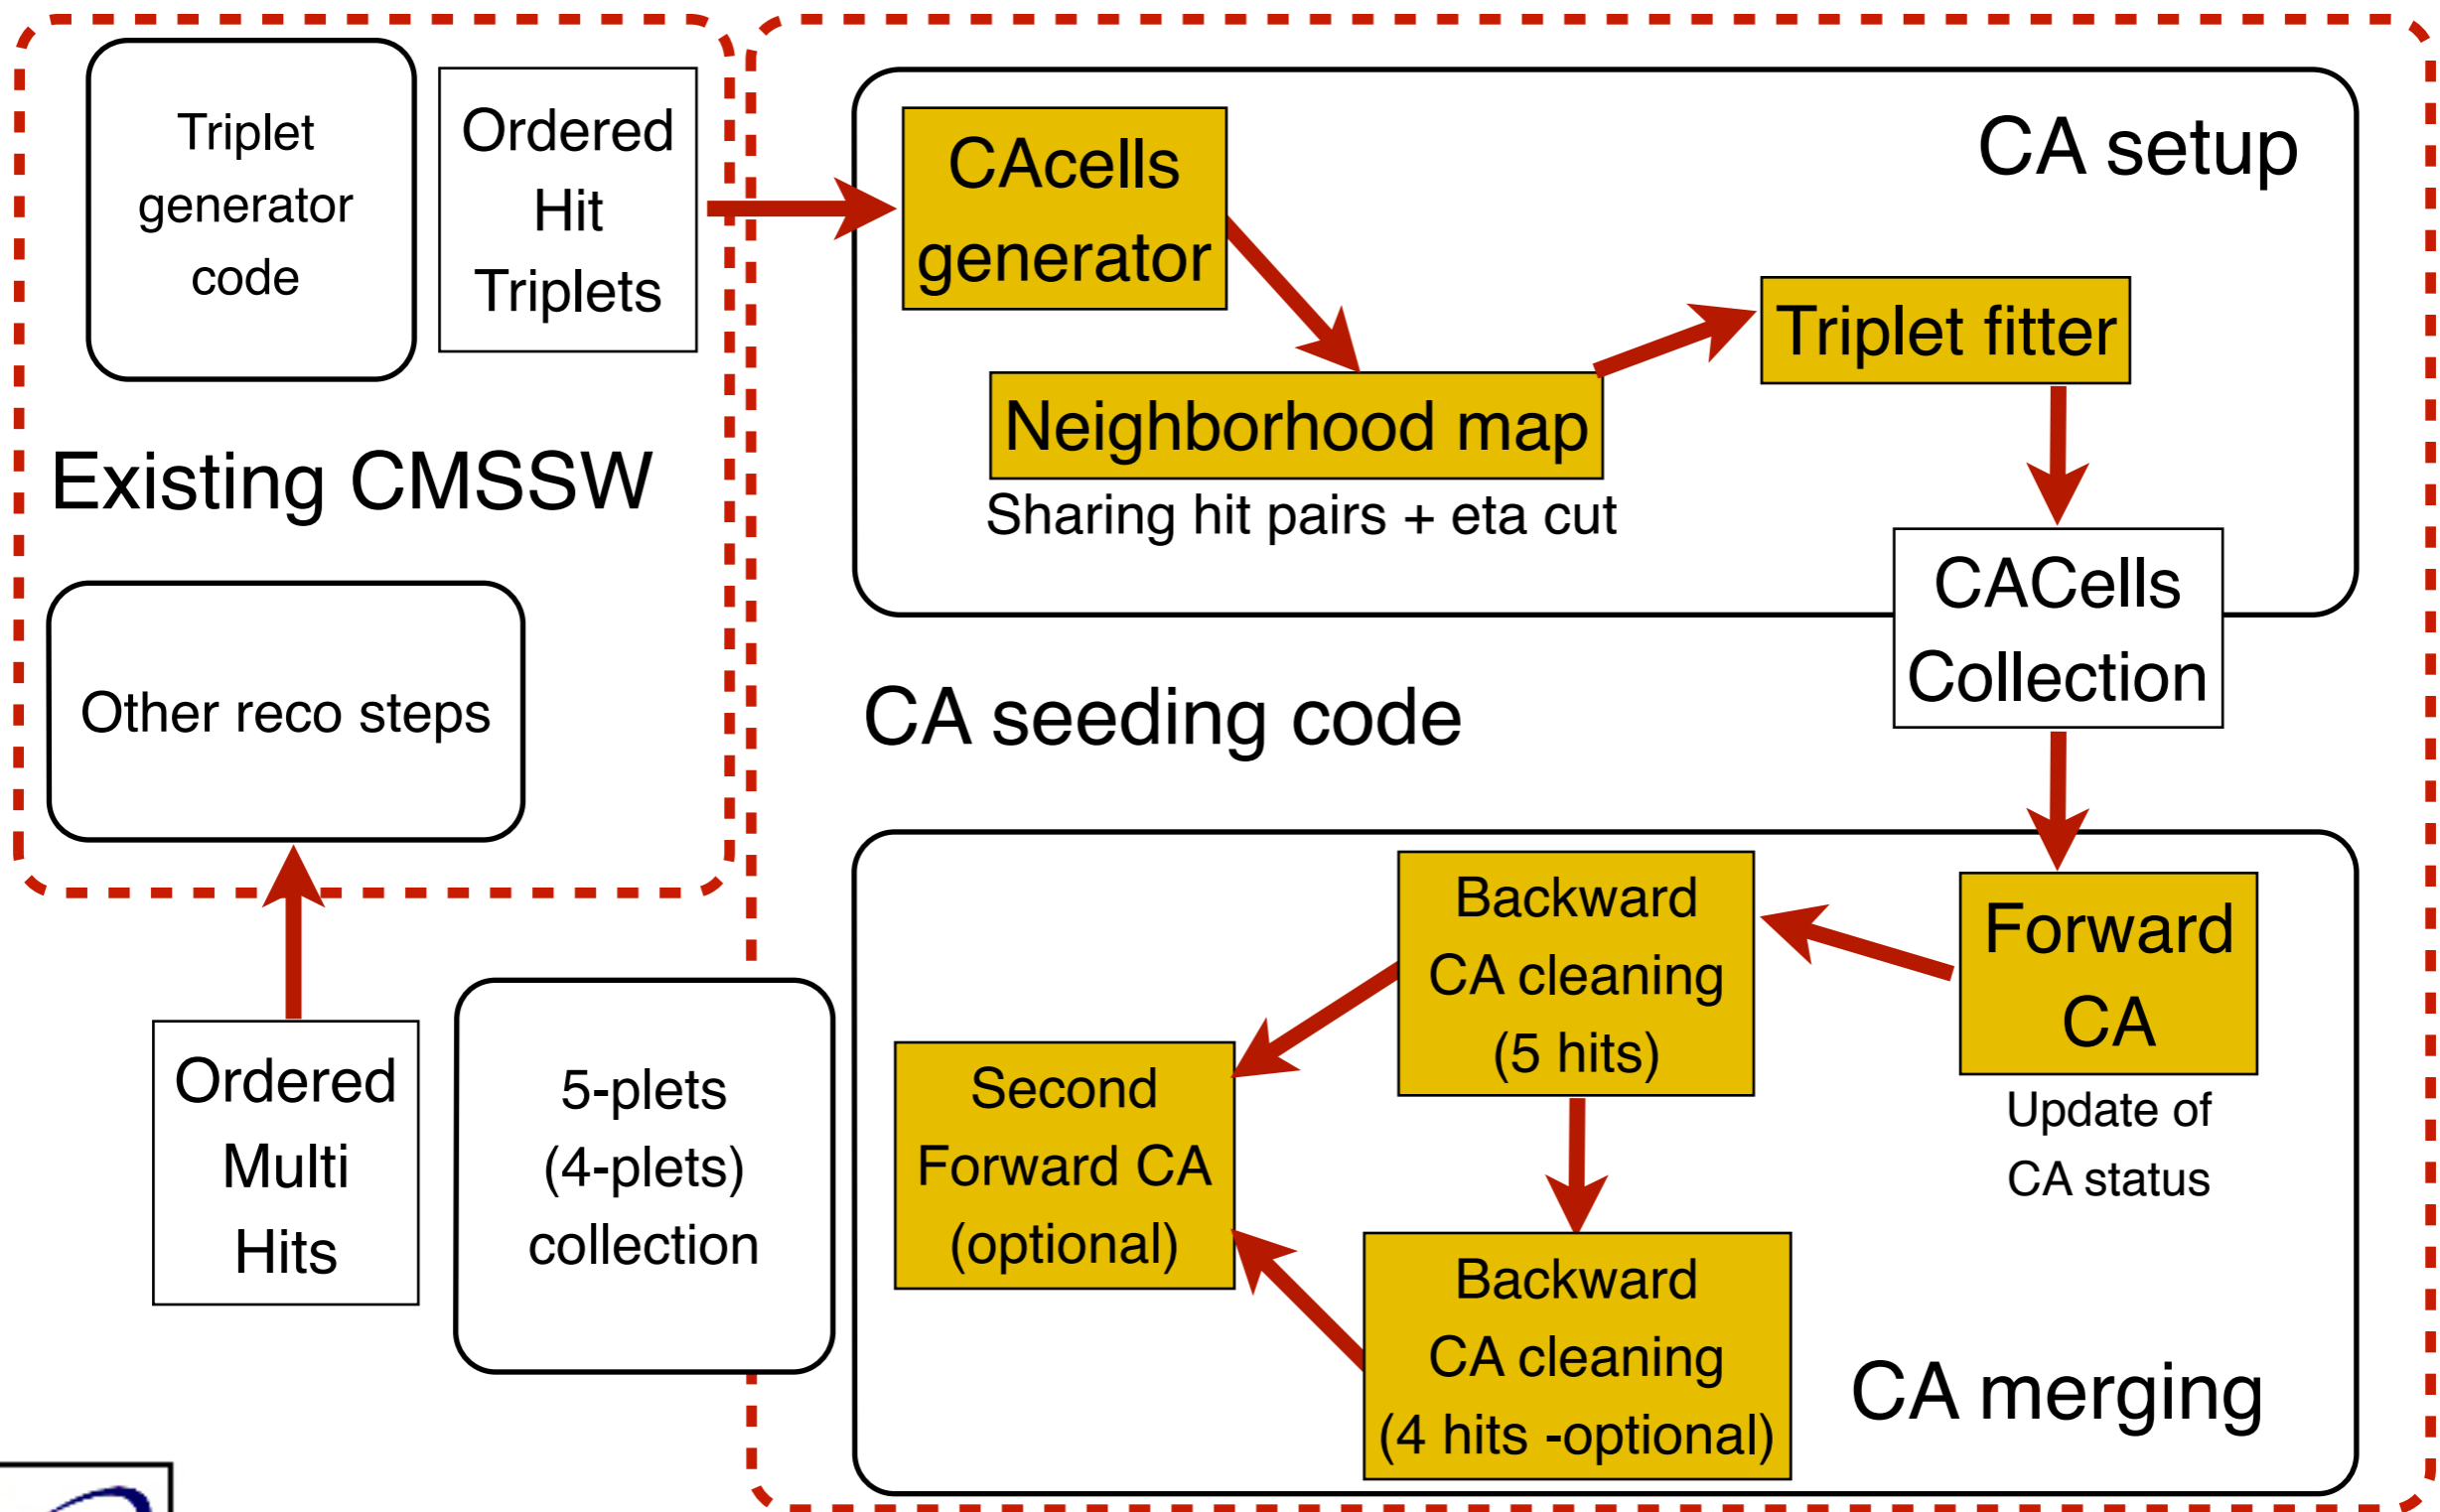 Triplet
generator
code
Ordered
Hit
Triplets
Existing CMSSW
Other reco steps
Ordered
Multi
Hits
5-plets
(4-plets)
collection
CA setup
CAcells
generator
Neighborhood map
Sharing hit pairs + eta cut
Triplet fitter
CACells
Collection
CA seeding code
Forward
CA
Update of
CA status
Backward
CA cleaning
(5 hits)
Second
Forward CA
(optional)
Backward
CA cleaning
(4 hits -optional)
CA merging